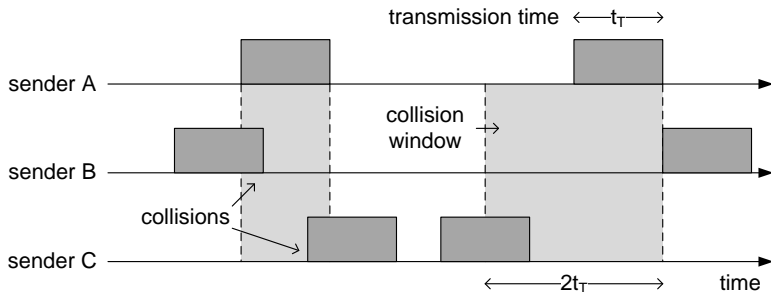 transmission time
t_T
sender A
collision
window
sender B
collisions
sender C
2t_T
time